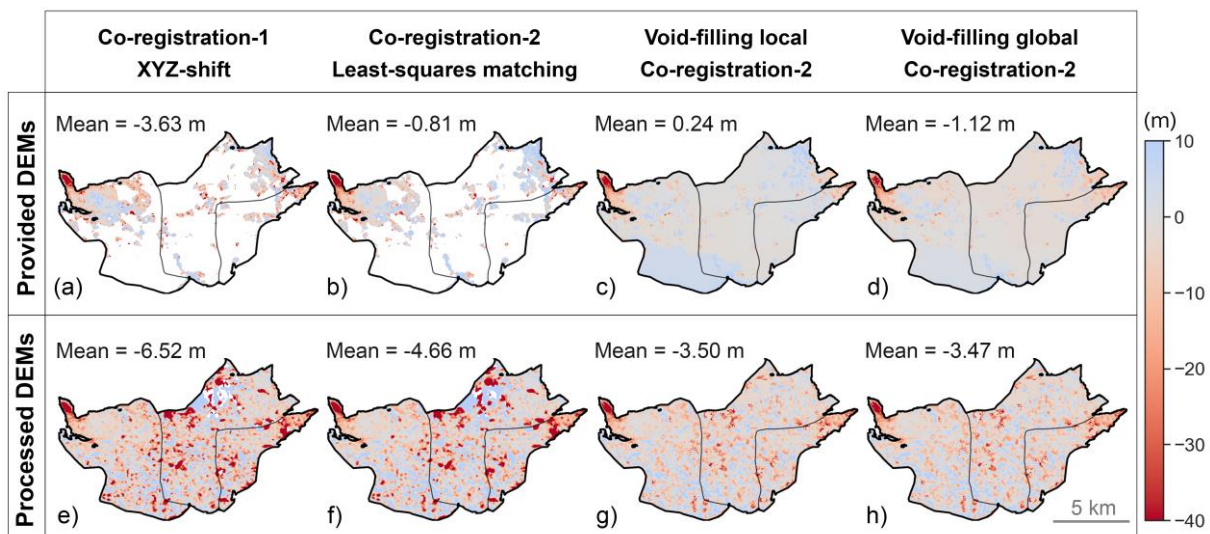 Co-registration-1
XYZ-shift
Co-registration-2
Least-squares matching
Void-filling local
Co-registration-2
Void-filling global
Co-registration-2
Provided DEMs
Mean = -3.63 m
Mean = -0.81 m
Mean = 0.24 m
Mean = -1.12 m
(a)
b)
c)
d)
Processed DEMs
Mean = -6.52 m
Mean = -4.66 m
Mean = -3.50 m
Mean = -3.47 m
e)
f)
g)
h)
5 km
(m)
10
0
−10
−20
−30
−40